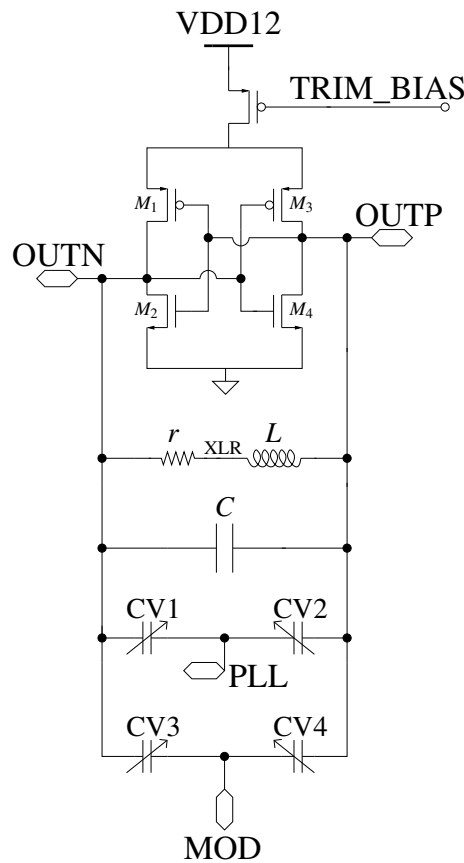 VDD12
TRIM_BIAS
M1
M3
OUTP
OUTN
M2
M4
r
XLR
L
C
CV1
CV2
PLL
CV3
CV4
MOD